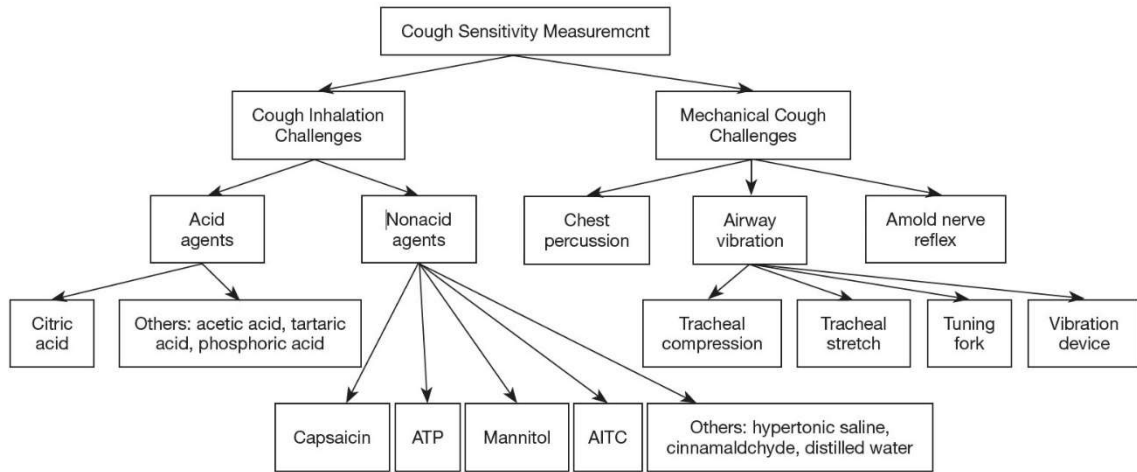 Cough Sensitivity Measuremcnt
Cough Inhalation
Challenges
Mechanical Cough
Challenges
Acid
agents
Nonacid
agents
Chest
percussion
Airway
vibration
Amold nerve
reflex
Citric
acid
Others: acetic acid, tartaric
acid, phosphoric acid
Tracheal
compression
Tracheal
stretch
Tuning
fork
Vibration
device
Capsaicin
ATP
Mannitol
AITC
Others: hypertonic saline,
cinnamaldchyde, distilled water